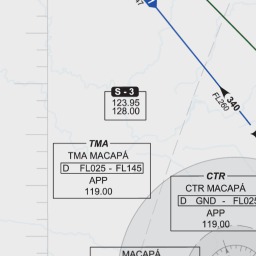 S - 3
123.95
128.00
340
FL260
TMA
TMA MACAPÁ
D FL025 - FL145
APP
119.00
CTR
CTR MACAPÁ
D GND - FL025
APP
119.00
MACAPÁ